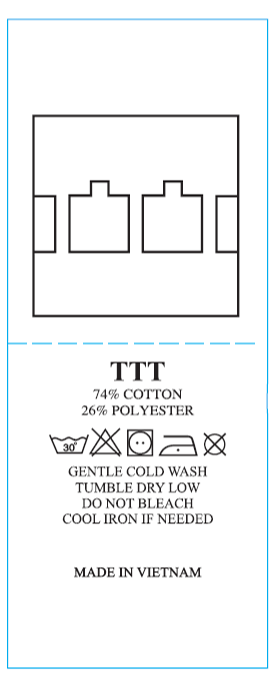 TTT
74% COTTON
26% POLYESTER
30°
GENTLE COLD WASH
TUMBLE DRY LOW
DO NOT BLEACH
COOL IRON IF NEEDED
MADE IN VIETNAM